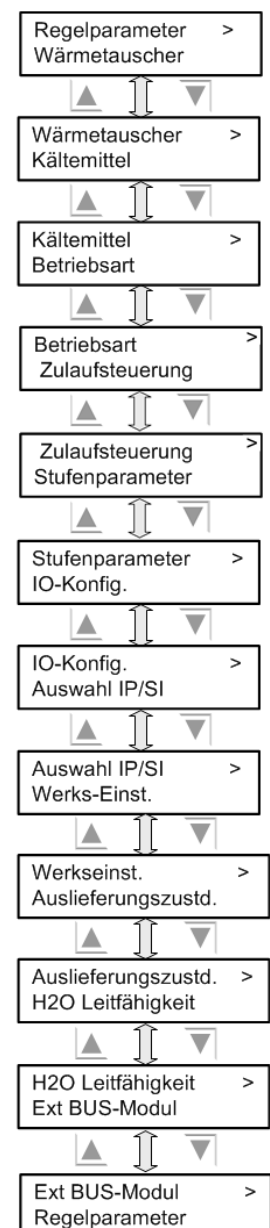 Regelparameter >
Wärmetauscher
Wärmetauscher >
Kältemittel
Kältemittel >
Betriebsart
Betriebsart >
Zulaufsteuerung
Zulaufsteuerung >
Stufenparameter
Stufenparameter >
IO-Konfig.
IO-Konfig. >
Auswahl IP/SI
Auswahl IP/SI >
Werks-Einst.
Werkseinst. >
Auslieferungszustd.
Auslieferungszustd. >
H2O Leitfähigkeit
H2O Leitfähigkeit >
Ext BUS-Modul
Ext BUS-Modul >
Regelparameter